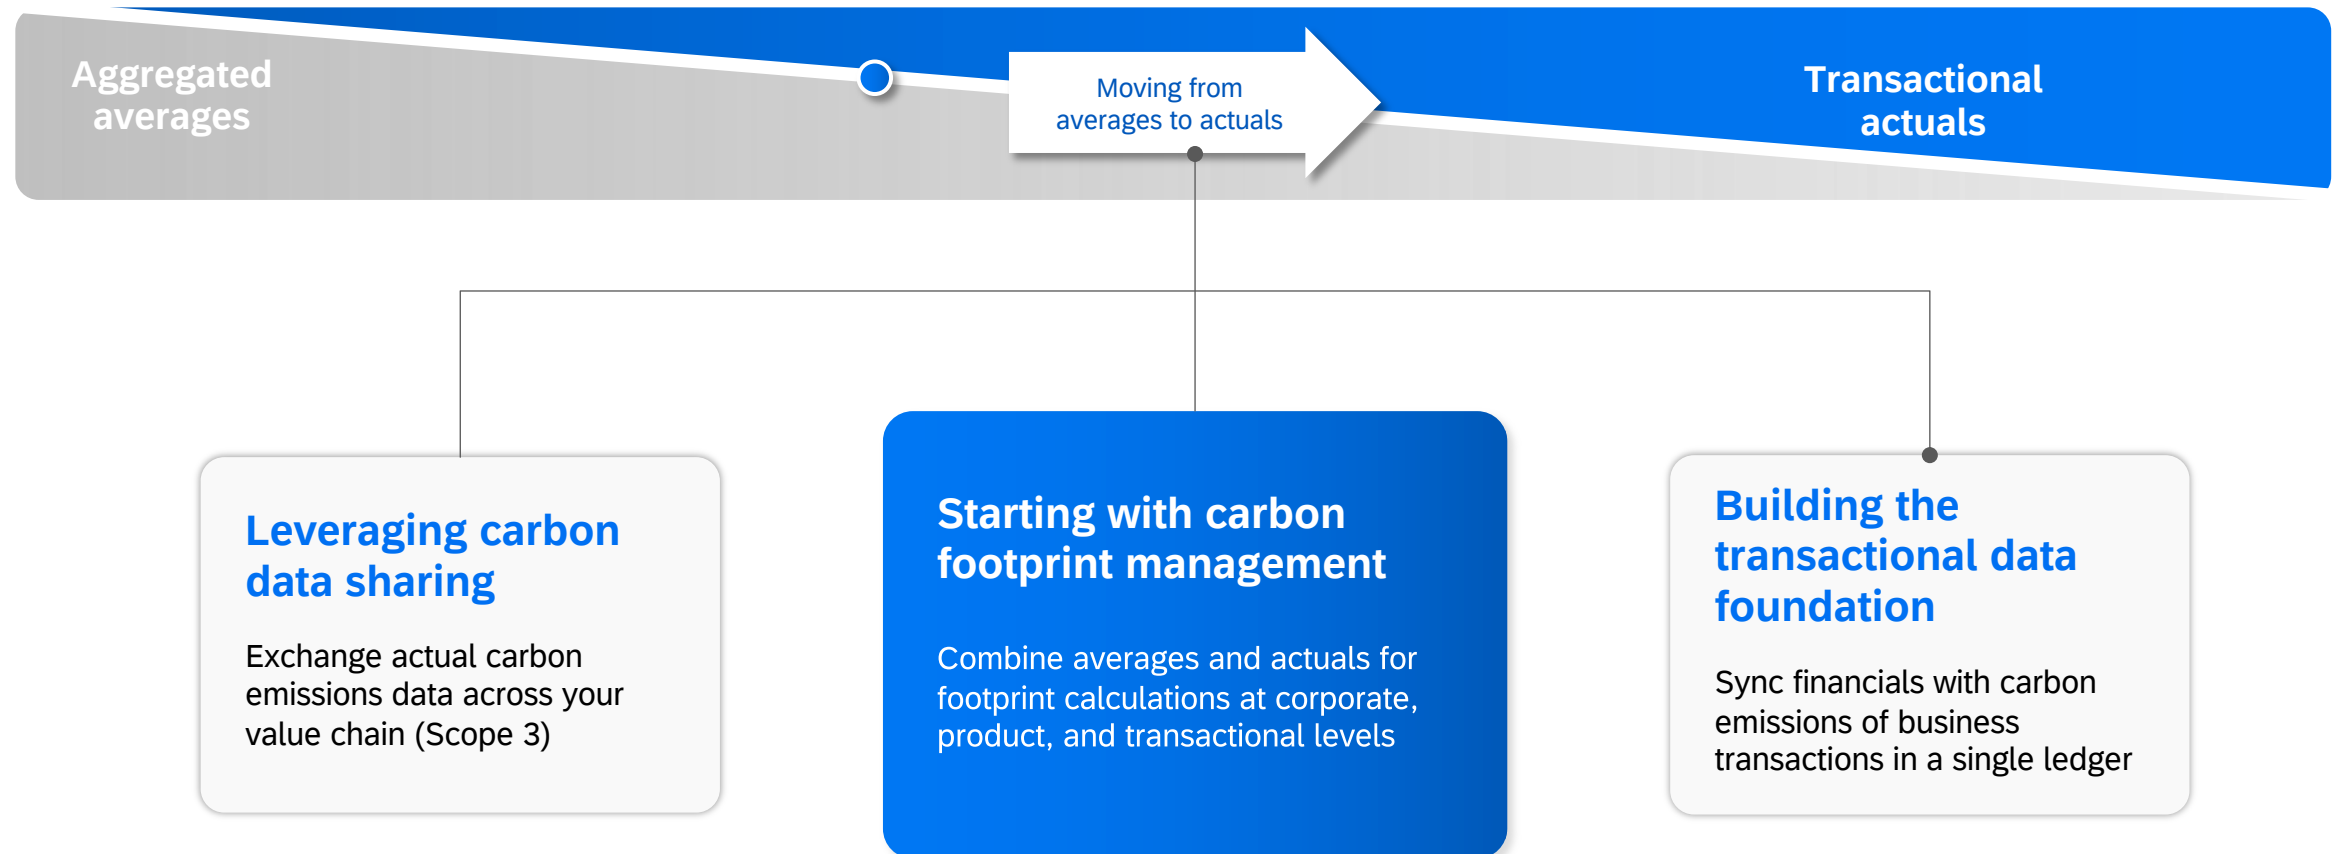 Aggregated
averages
Moving from
averages to actuals
Transactional
actuals
Leveraging carbon
data sharing
Exchange actual carbon
emissions data across your
value chain (Scope 3)
Starting with carbon
footprint management
Combine averages and actuals for
footprint calculations at corporate,
product, and transactional levels
Building the
transactional data
foundation
Sync financials with carbon
emissions of business
transactions in a single ledger